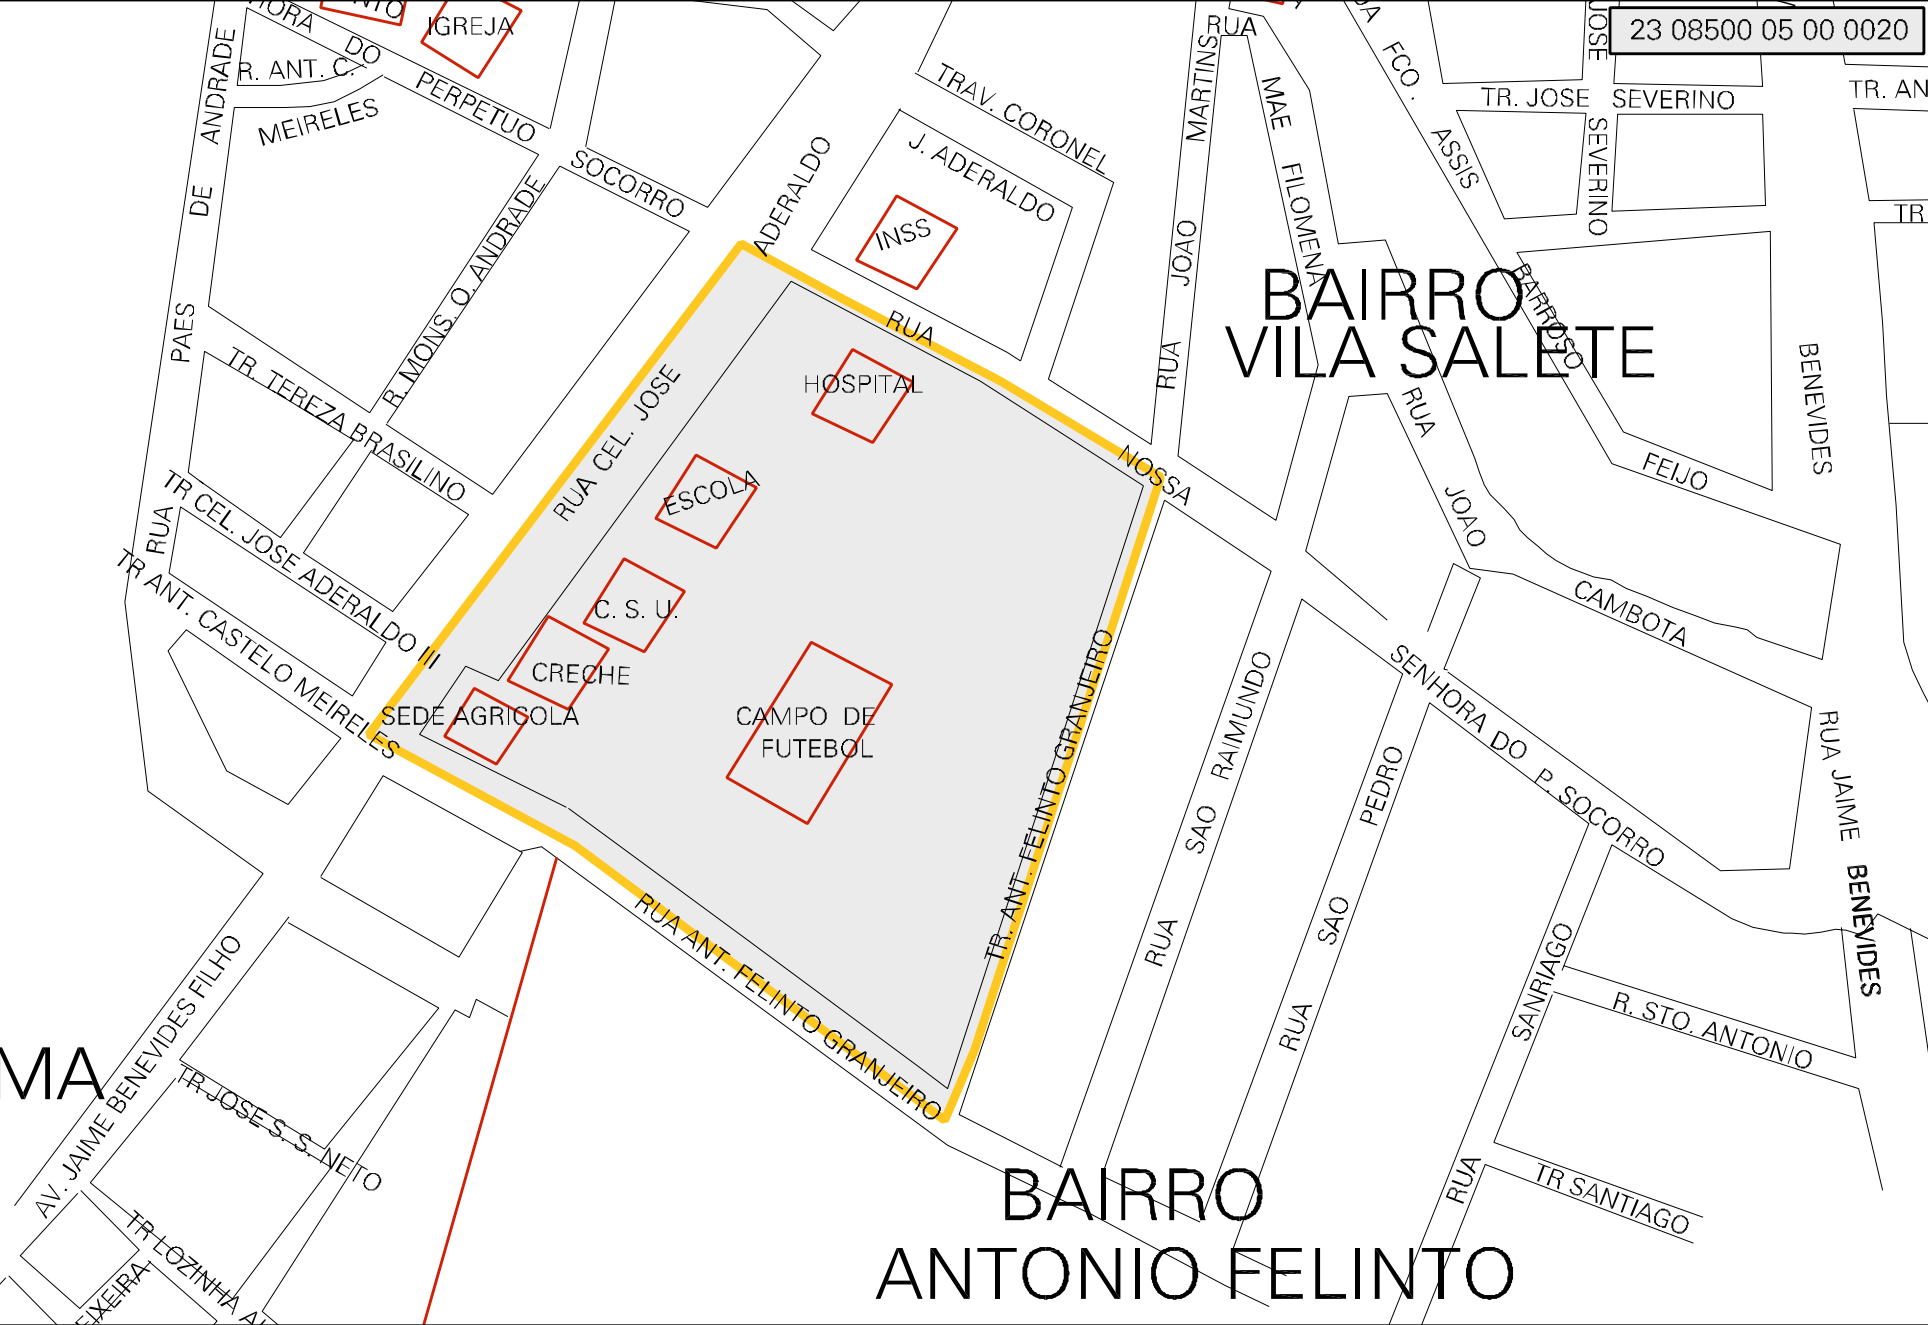 23 08500 05 00 0020
IGREJA
HORA DO PERPETUO SOCORRO
R. ANT. C.
MEIRELES
RUA PAES DE ANDRADE
R. MONS. O. ANDRADE
TR. TEREZA BRASILINO
TR CEL. JOSE ADERALDO III
TR ANT. CASTELO MEIRELES
RUA CEL. JOSE ADERALDO
TRAV. CORONEL
J. ADERALDO
INSS
RUA NOSSA SENHORA DO P. SOCORRO
HOSPITAL
ESCOLA
C. S. U.
CRECHE
SEDE AGRICOLA
CAMPO DE
FUTEBOL
RUA JOAO MARTINS
RUA
MAE FILOMENA
FCO. ASSIS BARROSO FEIJO
JOSE SEVERINO
TR. JOSE SEVERINO
TR. AN
TR
BAIRRO
VILA SALETE
BENEVIDES
RUA JOAO CAMBOTA
RUA JAIME BENEVIDES
TR. ANT. FELINTO GRANJEIRO
RUA ANT. FELINTO GRANJEIRO
RUA SAO RAIMUNDO
RUA SAO PEDRO
RUA SANRIAGO
R. STO. ANTONIO
TR SANTIAGO
AV. JAIME BENEVIDES FILHO
MA
TR JOSE S. S. NETO
TR LOZINHA A
EIXEIRA
BAIRRO
ANTONIO FELINTO